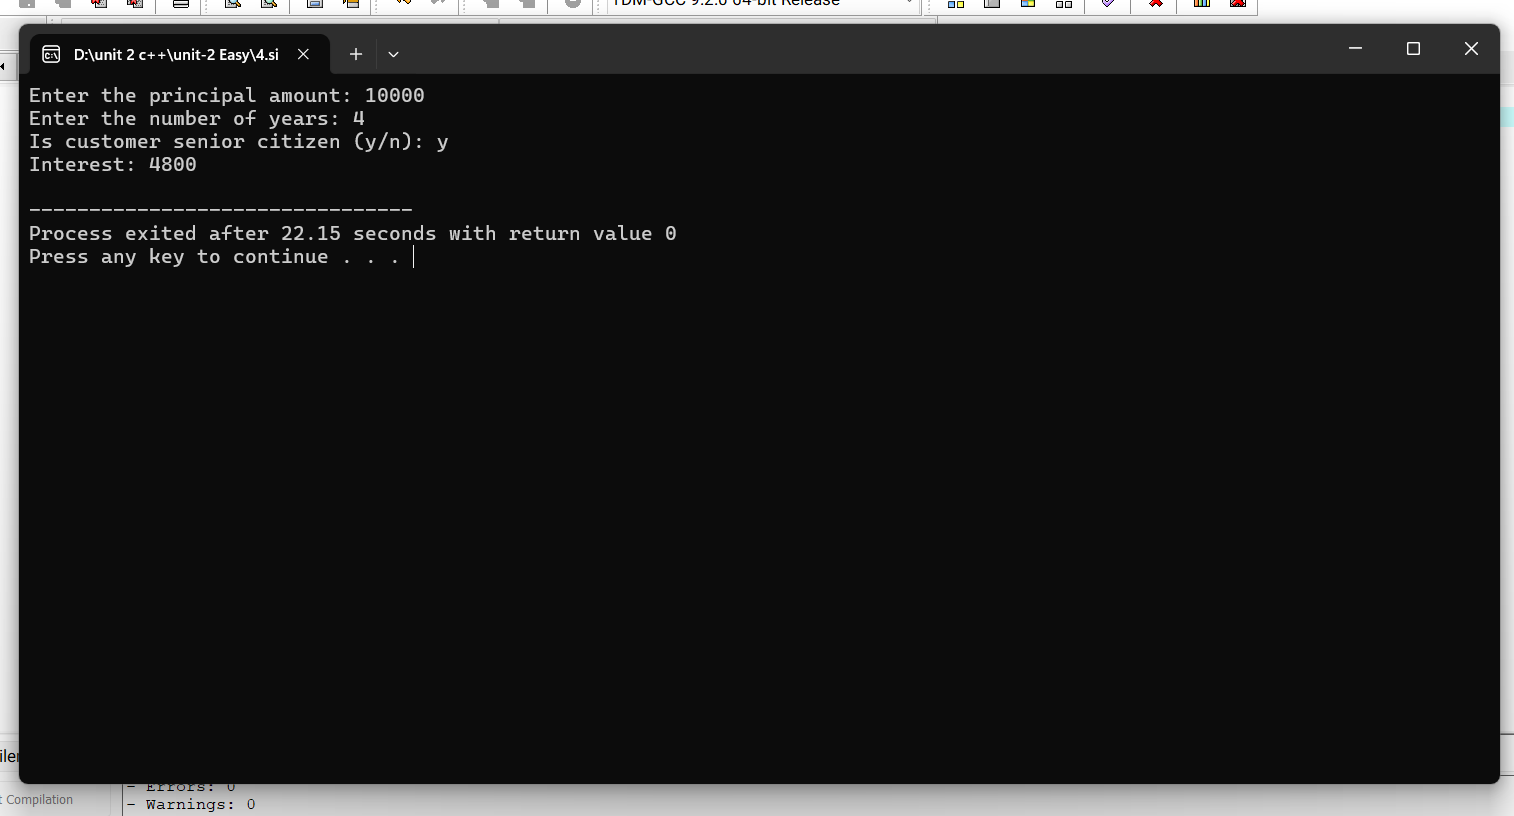 TDM-GCC 9.2.0 64-bit Release
D:\unit 2 c++\unit-2 Easy\4.si
Enter the principal amount: 10000
Enter the number of years: 4
Is customer senior citizen (y/n): y
Interest: 4800
--------------------------------
Process exited after 22.15 seconds with return value 0
Press any key to continue . . .
- Errors: 0
t Compilation
- Warnings: 0